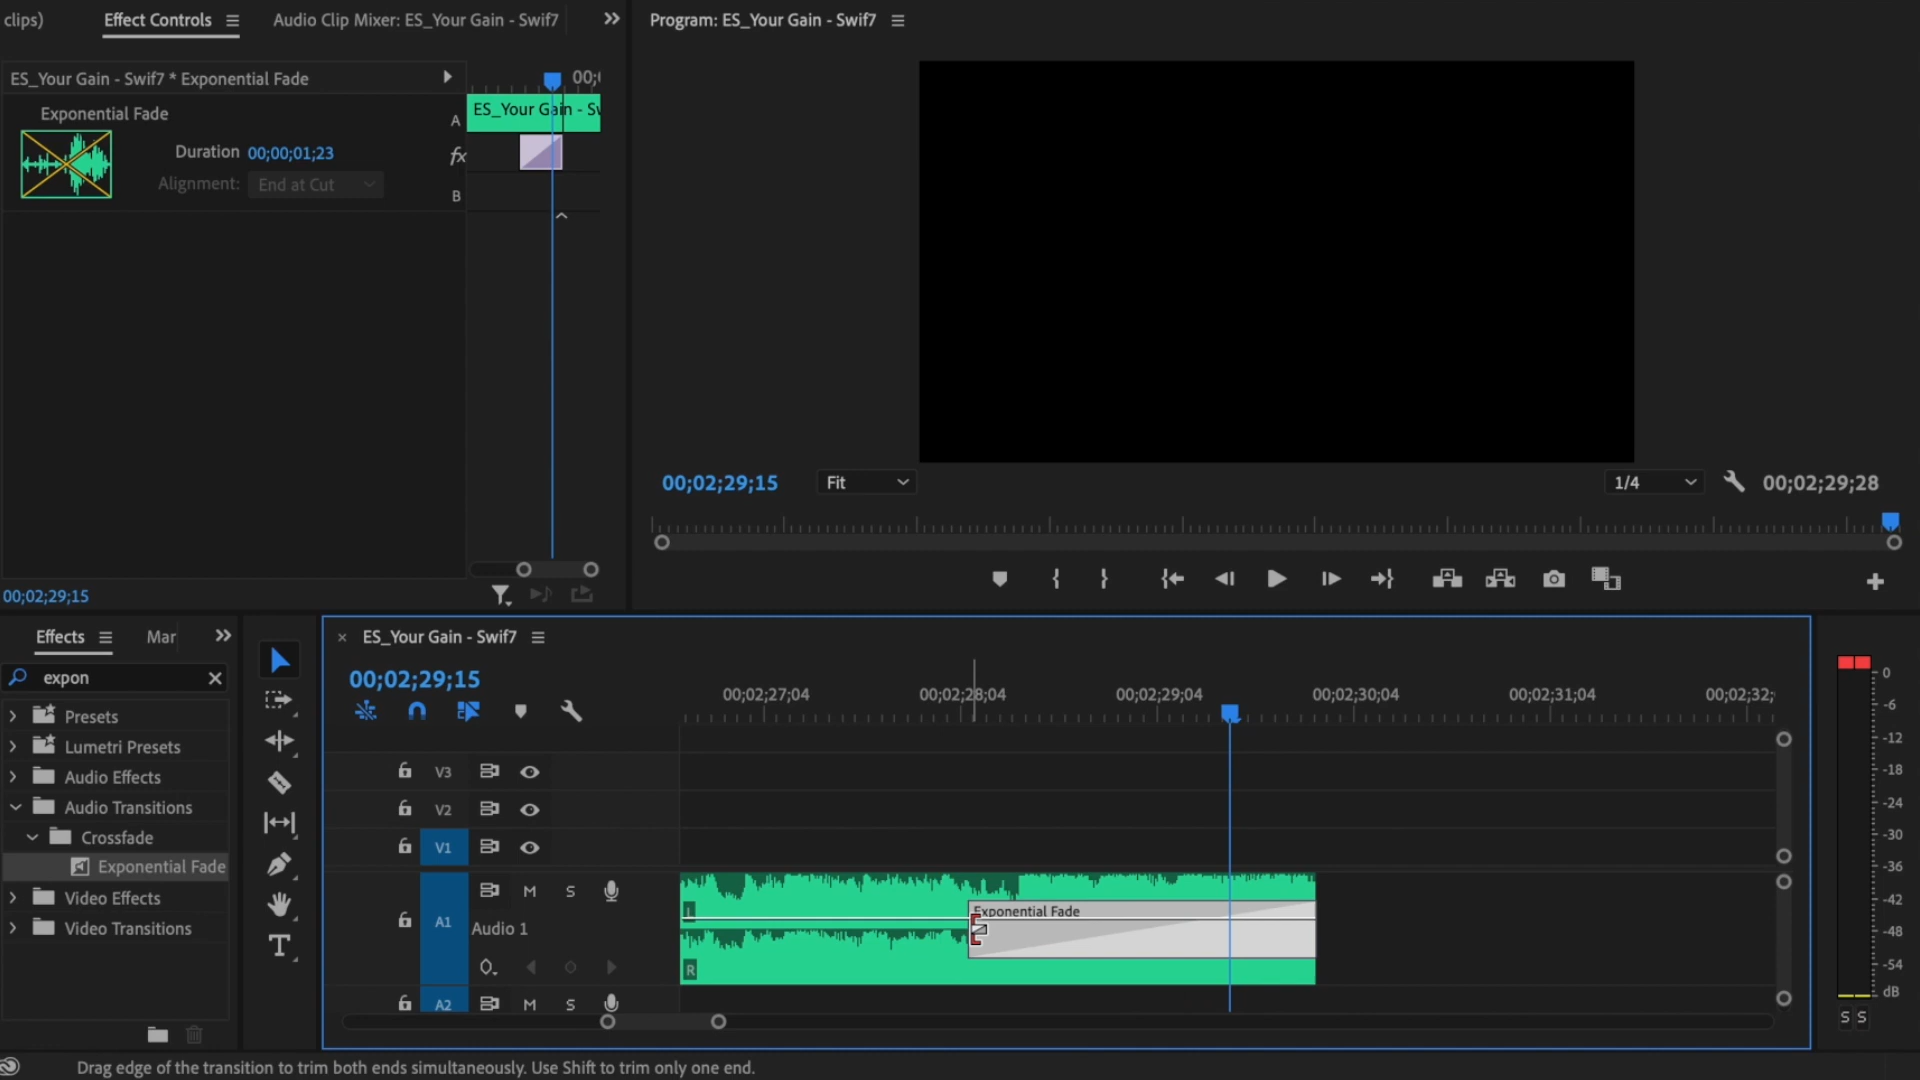 clips)
Effect Controls
Audio Clip Mixer: ES_Your Gain - Swif7
Program: ES_Your Gain - Swif7
ES_Your Gain - Swif7 * Exponential Fade
Exponential Fade
Duration 00;00;01;23
Alignment: End at Cut
A
fx
B
ES_Your Gain - Sw
00;02;29;15
00;02;29;15
Fit
1/4
00;02;29;28
Effects
Mar
expon
Presets
Lumetri Presets
Audio Effects
Audio Transitions
Crossfade
Exponential Fade
Video Effects
Video Transitions
ES_Your Gain - Swif7
00;02;29;15
00;02;27;04
00;02;28;04
00;02;29;04
00;02;30;04
00;02;31;04
00;02;32;
V3
V2
V1
A1
M S
Audio 1
A2
M S
L
R
Exponential Fade
0
-6
-12
-18
-24
-30
-36
-42
-48
-54
dB
S S
Drag edge of the transition to trim both ends simultaneously. Use Shift to trim only one end.